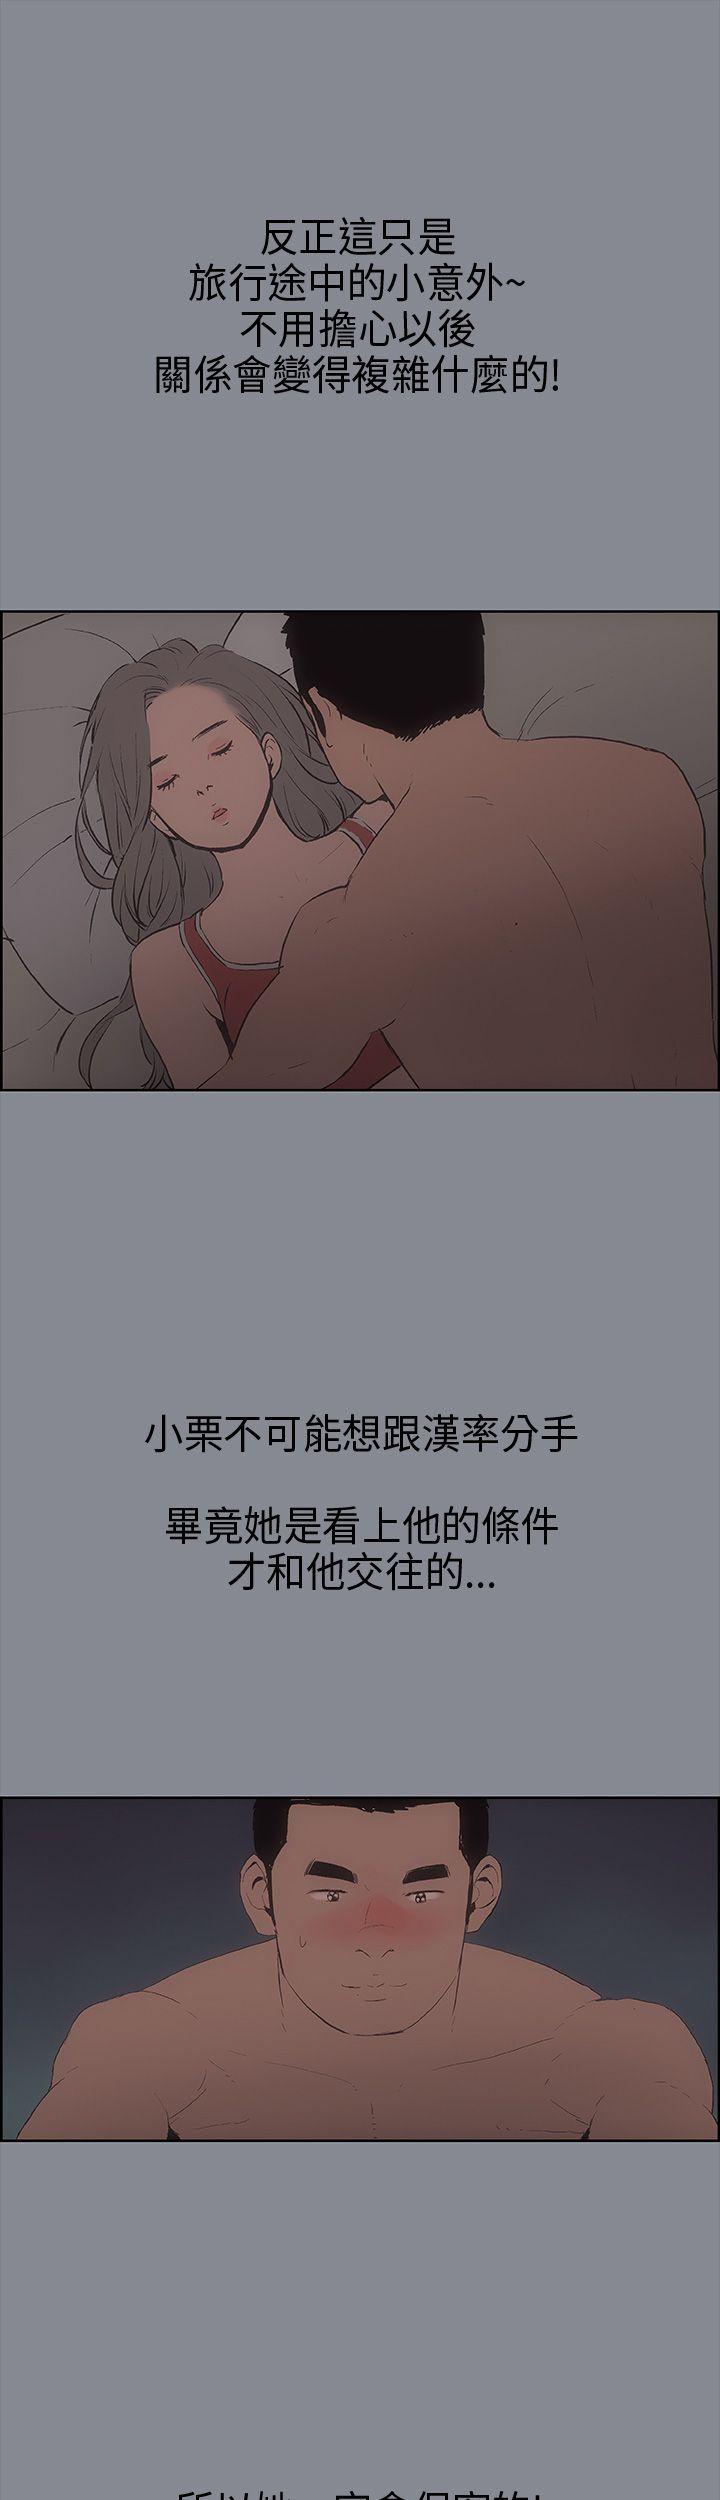 反正這只是
旅行途中的小意外~
不用擔心以後
關係會變得複雜什麼的!
小栗不可能想跟漢率分手
畢竟她是看上他的條件
才和他交往的...